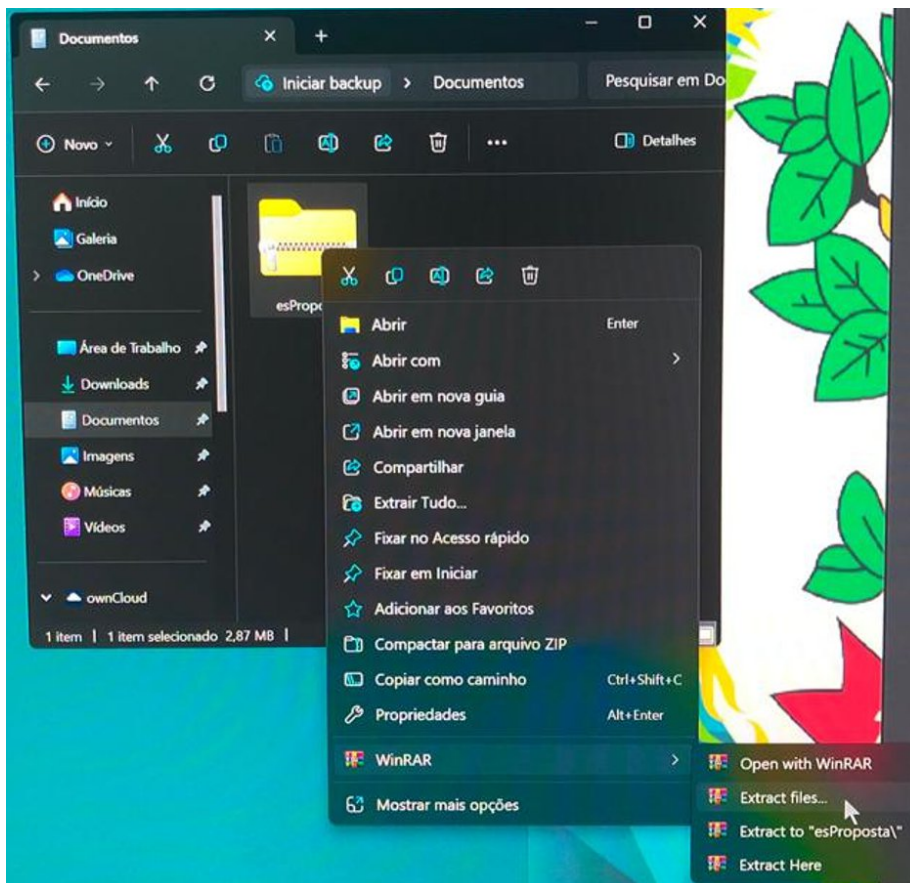 Documentos
Iniciar backup > Documentos
Pesquisar em Do
Novo
Detalhes
Início
Galeria
OneDrive
Área de Trabalho
Downloads
Documentos
Imagens
Músicas
Vídeos
ownCloud
1 item | 1 item selecionado 2,87 MB |
esPropo
Abrir Enter
Abrir com
Abrir em nova guia
Abrir em nova janela
Compartilhar
Extrair Tudo...
Fixar no Acesso rápido
Fixar em Iniciar
Adicionar aos Favoritos
Compactar para arquivo ZIP
Copiar como caminho Ctrl+Shift+C
Propriedades Alt+Enter
WinRAR
Mostrar mais opções
Open with WinRAR
Extract files...
Extract to "esProposta\"
Extract Here